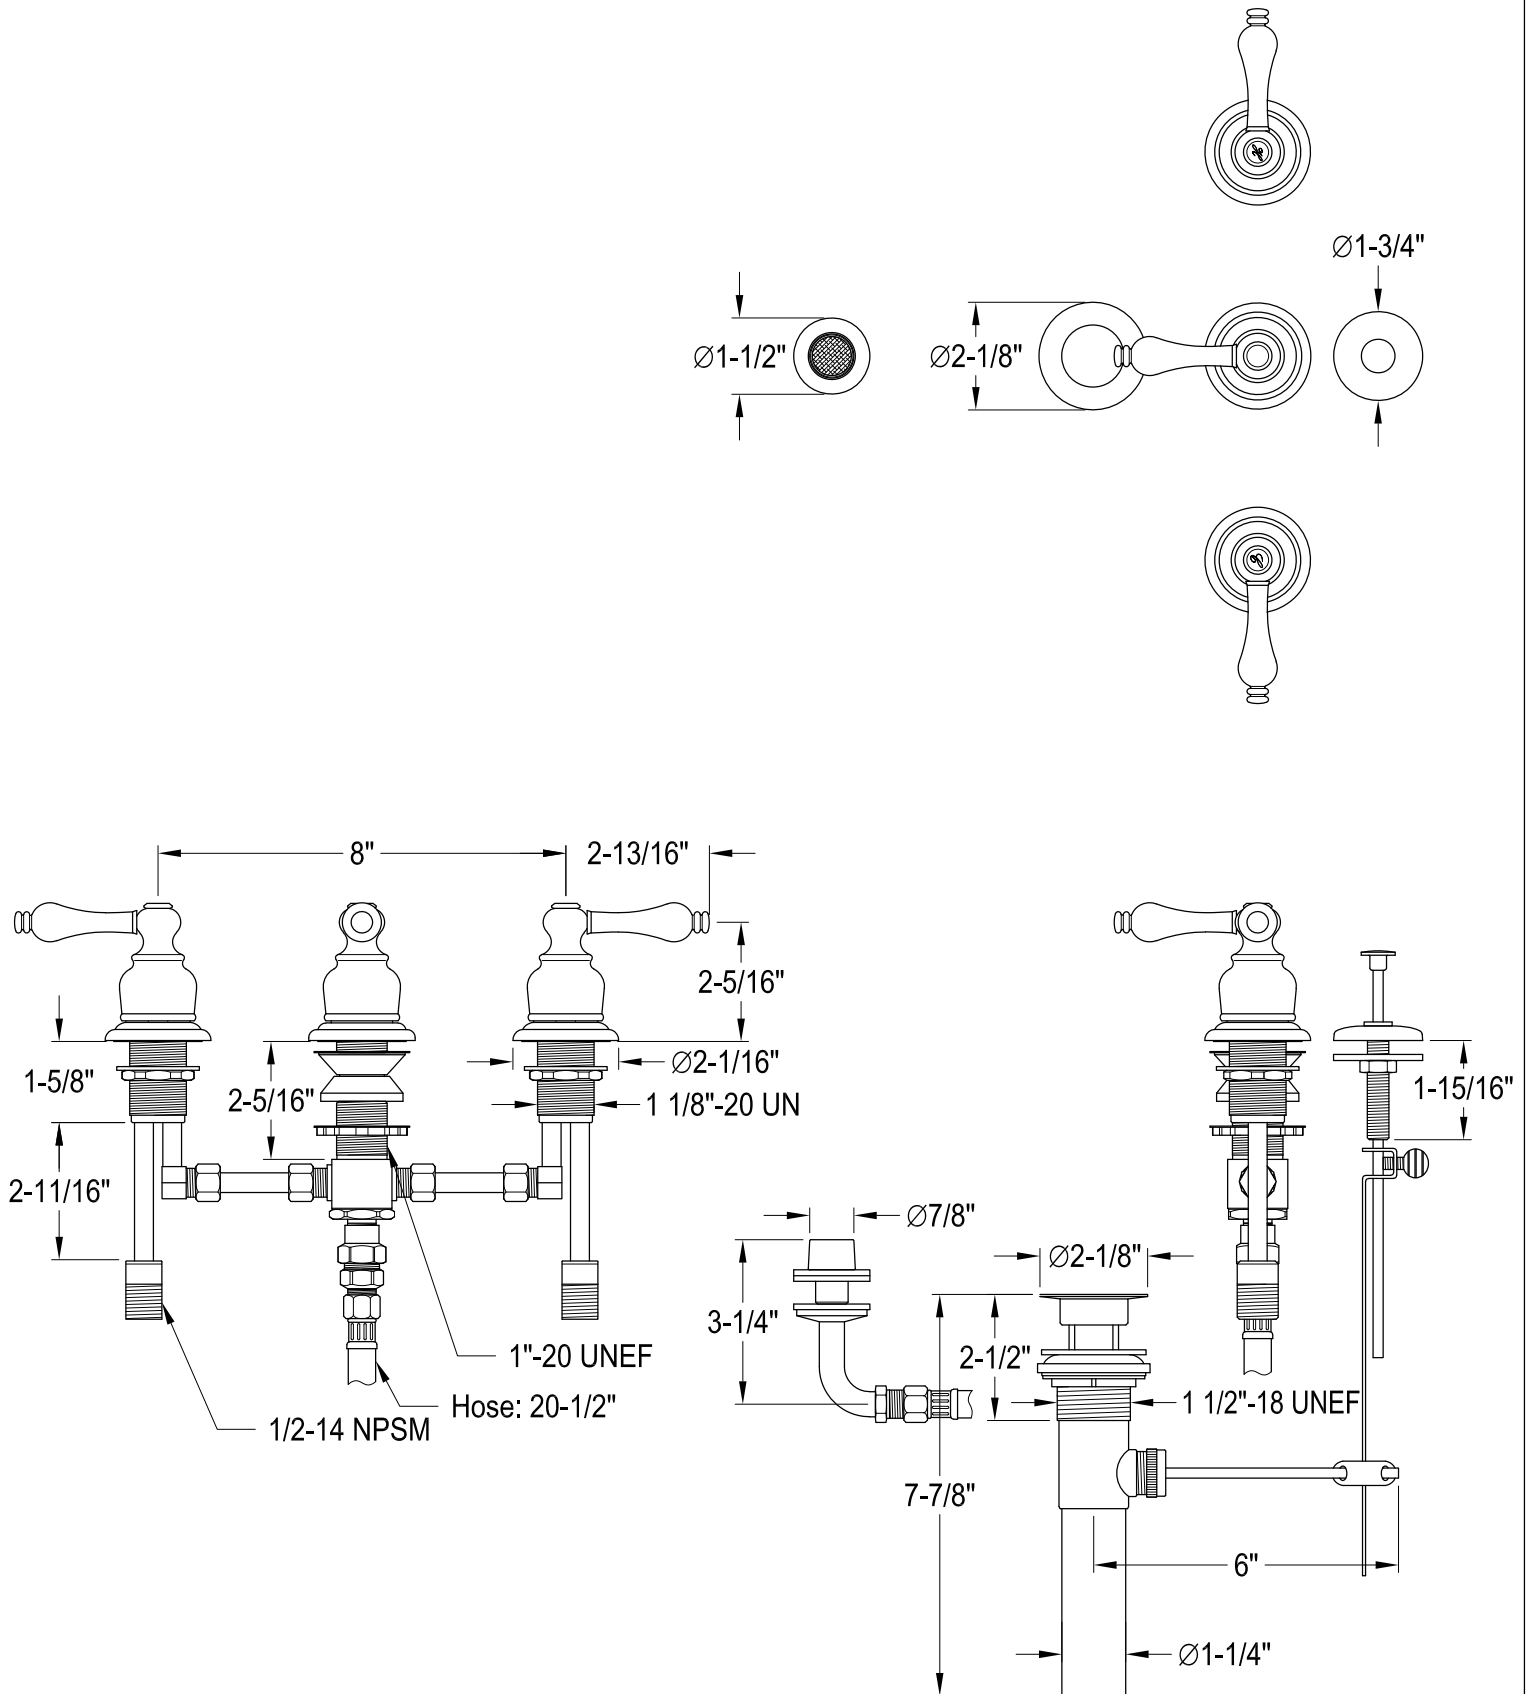 Ø1-3/4"
Ø1-1/2"
Ø2-1/8"
8"
2-13/16"
2-5/16"
1-5/8"
2-5/16"
Ø2-1/16"
1 1/8"-20 UN
1-15/16"
2-11/16"
Ø7/8"
Ø2-1/8"
3-1/4"
2-1/2"
1"-20 UNEF
Hose: 20-1/2"
1 1/2"-18 UNEF
1/2-14 NPSM
7-7/8"
6"
Ø1-1/4"